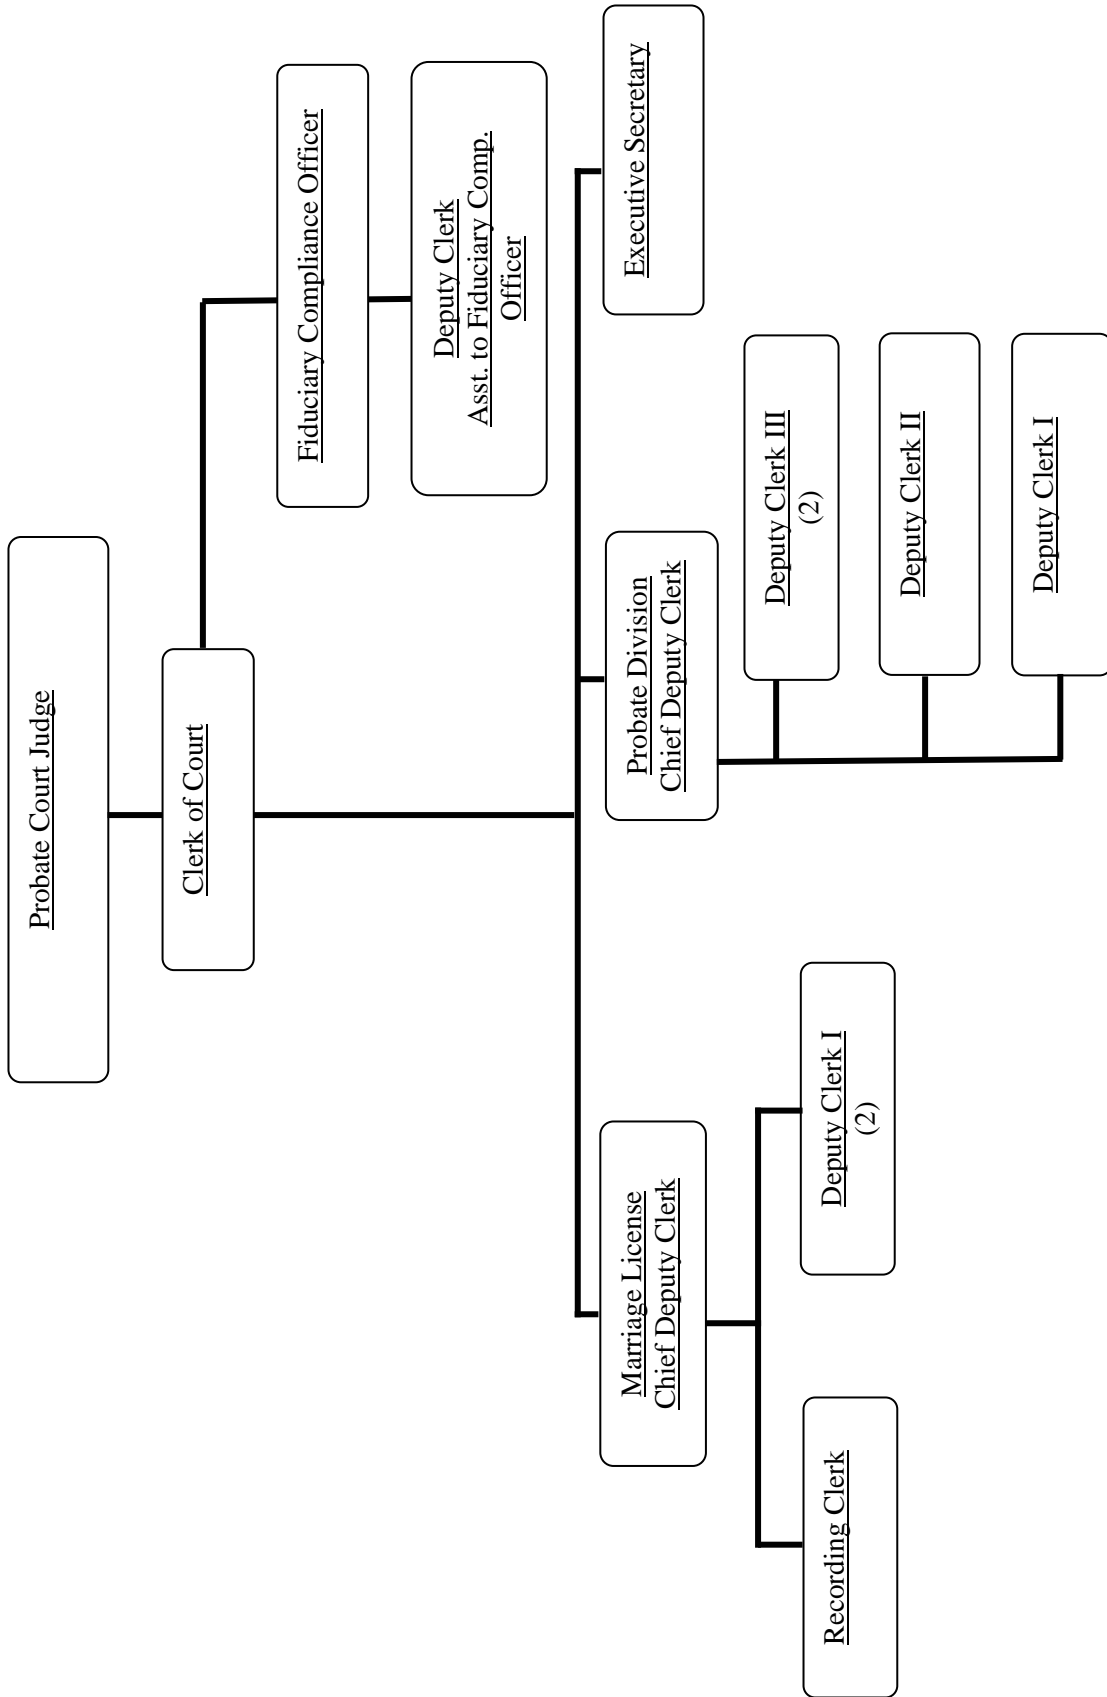 Probate Court Judge
Clerk of Court
Fiduciary Compliance Officer
Deputy Clerk
Asst. to Fiduciary Comp.
Officer
Marriage License
Chief Deputy Clerk
Probate Division
Chief Deputy Clerk
Executive Secretary
Recording Clerk
Deputy Clerk I
(2)
Deputy Clerk III
(2)
Deputy Clerk II
Deputy Clerk I